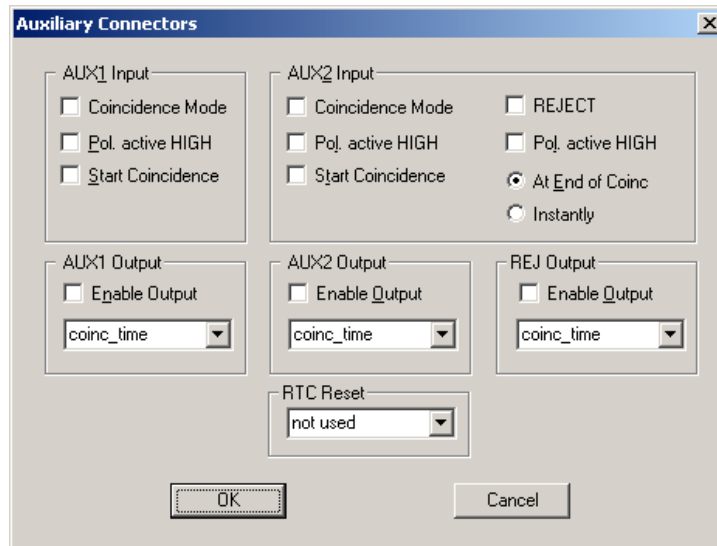 Auxiliary Connectors
AUX1 Input
Coincidence Mode
Pol. active HIGH
Start Coincidence
AUX2 Input
Coincidence Mode
Pol. active HIGH
Start Coincidence
REJECT
Pol. active HIGH
At End of Coinc
Instantly
AUX1 Output
Enable Output
coinc_time
AUX2 Output
Enable Output
coinc_time
REJ Output
Enable Output
coinc_time
RTC Reset
not used
OK
Cancel